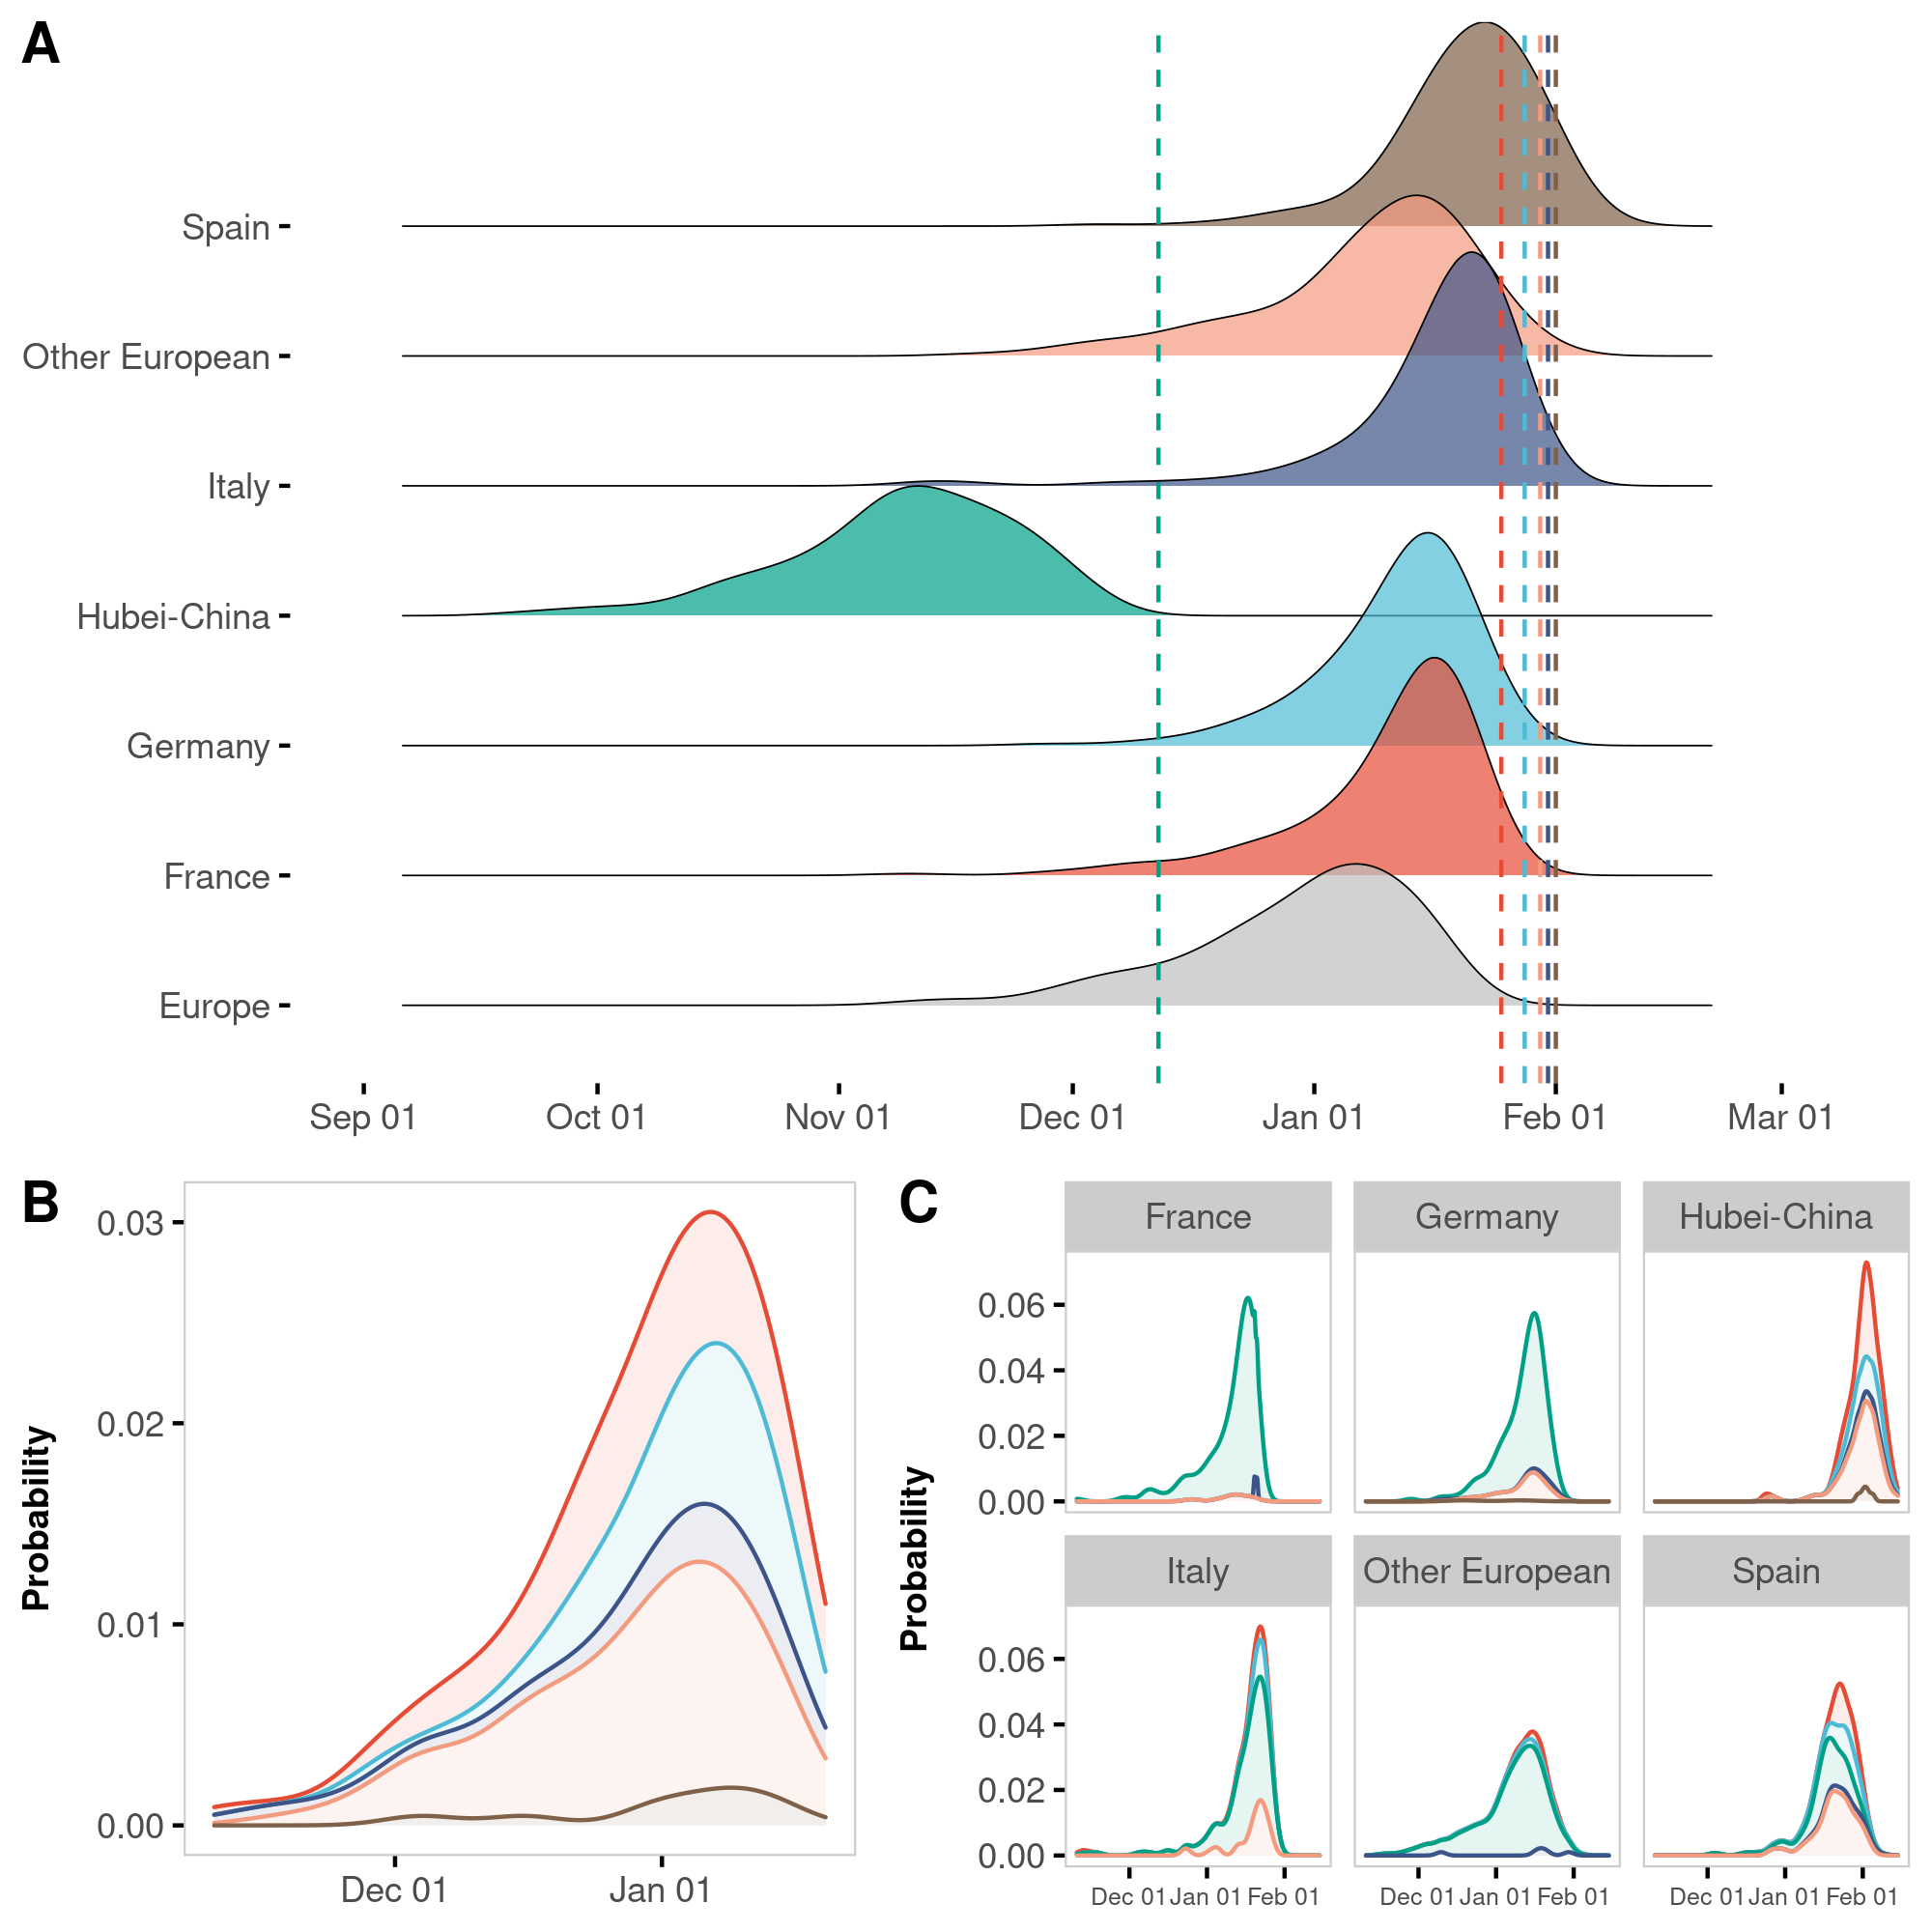 A
Spain
Other European
Italy
Hubei-China
Germany
France
Europe
Sep 01 Oct 01 Nov 01 Dec 01 Jan 01 Feb 01 Mar 01
B
Probability
0.03
0.02
0.01
0.00
Dec 01 Jan 01
C
Probability
France Germany Hubei-China
0.06
0.04
0.02
0.00
Italy Other European Spain
0.06
0.04
0.02
0.00
Dec 01 Jan 01 Feb 01 Dec 01 Jan 01 Feb 01 Dec 01 Jan 01 Feb 01